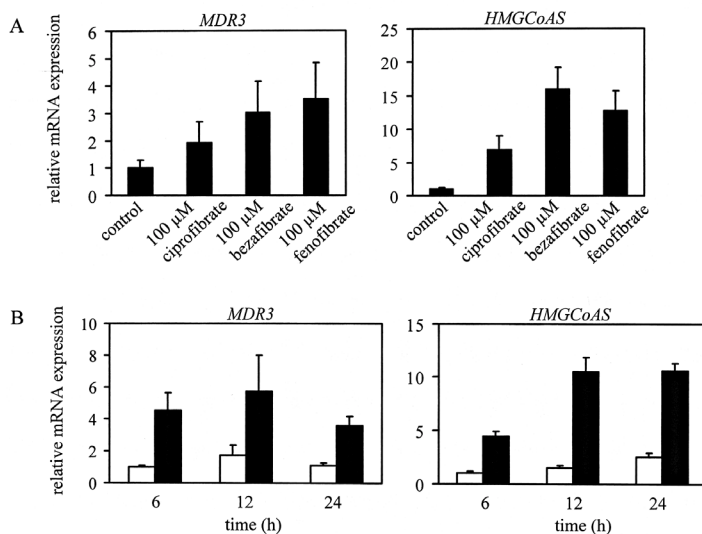 A
MDR3
relative mRNA expression
6
5
4
3
2
1
0
control
100 µM
ciprofibrate
100 µM
bezafibrate
100 µM
fenofibrate
HMGCoAS
25
20
15
10
5
0
control
100 µM
ciprofibrate
100 µM
bezafibrate
100 µM
fenofibrate
B
MDR3
relative mRNA expression
10
8
6
4
2
0
6 12 24
time (h)
HMGCoAS
15
10
5
0
6 12 24
time (h)